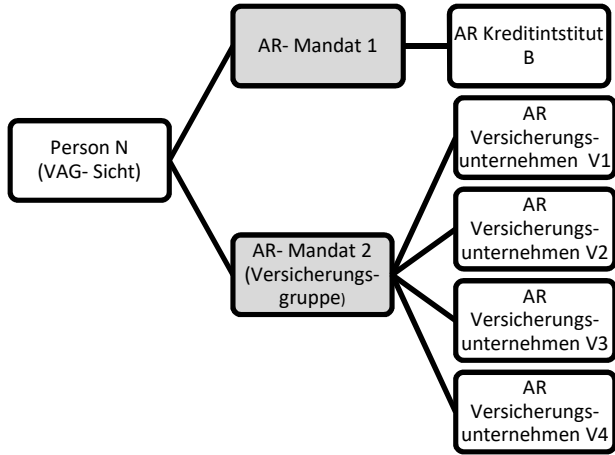 Person N
(VAG- Sicht)
AR- Mandat 1
AR Kreditintstitut
B
AR- Mandat 2
(Versicherungs-
gruppe)
AR
Versicherungs-
unternehmen V1
AR
Versicherungs-
unternehmen V2
AR
Versicherungs-
unternehmen V3
AR
Versicherungs-
unternehmen V4